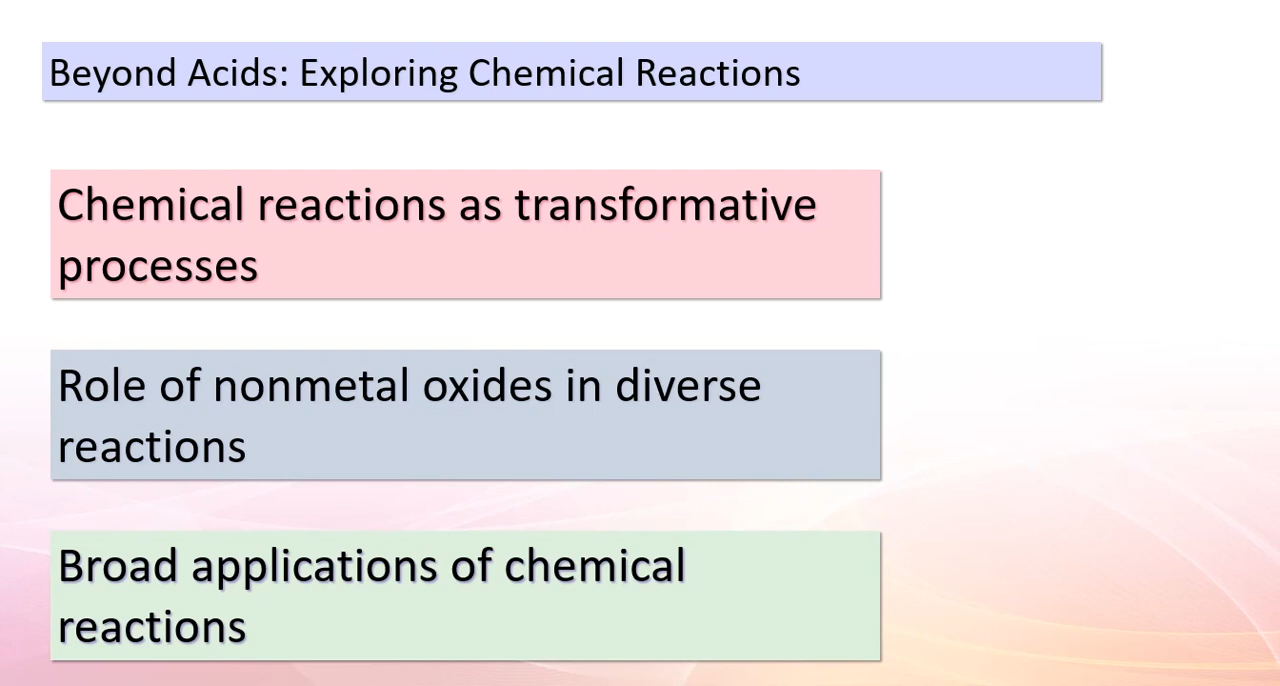 Beyond Acids: Exploring Chemical Reactions
Chemical reactions as transformative
processes
Role of nonmetal oxides in diverse
reactions
Broad applications of chemical
reactions